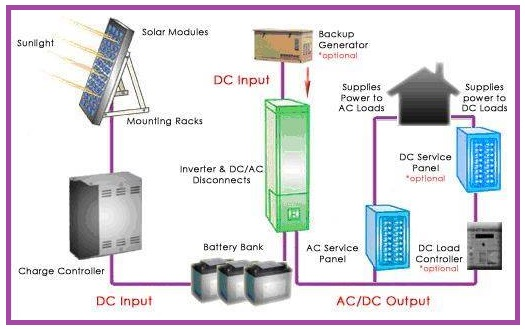 Sunlight
Solar Modules
Mounting Racks
Backup
Generator
*optional
DC Input
Supplies
Power to
AC Loads
Supplies
power to
DC Loads
Inverter & DC/AC
Disconnects
DC Service
Panel
*optional
Charge Controller
Battery Bank
AC Service
Panel
DC Load
Controller
*optional
DC Input
AC/DC Output